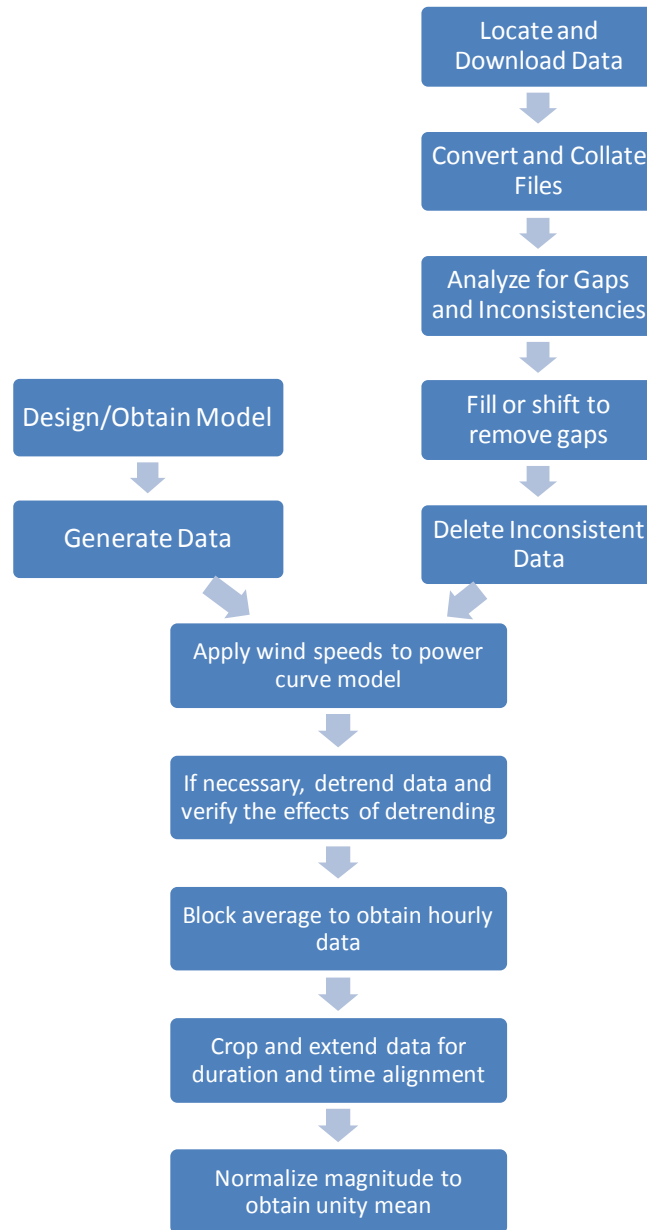 Locate and
Download Data
Convert and Collate
Files
Analyze for Gaps
and Inconsistencies
Design/Obtain Model
Fill or shift to
remove gaps
Generate Data
Delete Inconsistent
Data
Apply wind speeds to power
curve model
If necessary, detrend data and
verify the effects of detrending
Block average to obtain hourly
data
Crop and extend data for
duration and time alignment
Normalize magnitude to
obtain unity mean